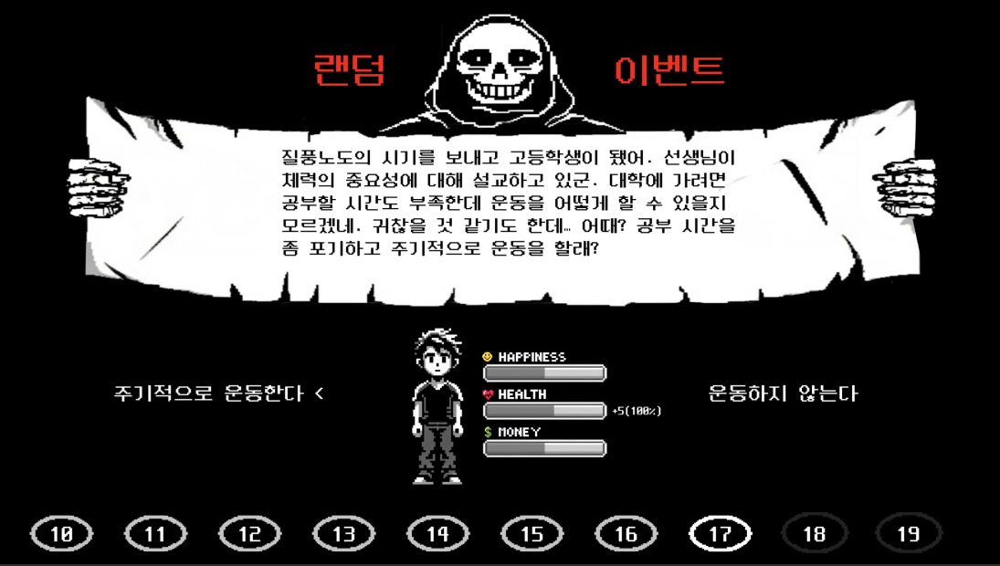 랜덤 이벤트
질풍노도의 시기를 보내고 고등학생이 됐어. 선생님이
체력의 중요성에 대해 설교하고 있군. 대학에 가려면
공부할 시간도 부족한데 운동을 어떻게 할 수 있을지
모르겠네. 귀찮을 것 같기도 한데… 어때? 공부 시간을
좀 포기하고 주기적으로 운동을 할래?
주기적으로 운동한다 <
HAPPINESS
HEALTH
+5(100%)
$ MONEY
운동하지 않는다
10 11 12 13 14 15 16 17 18 19